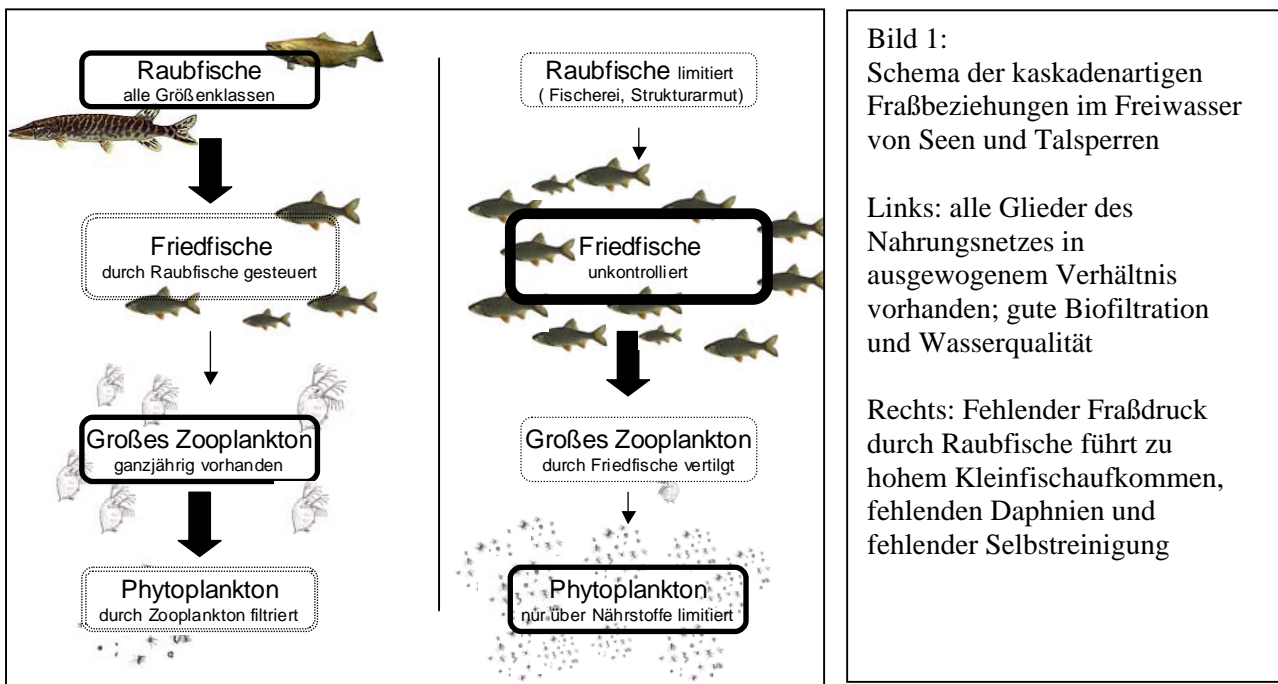 Raubfische
alle Größenklassen
Friedfische
durch Raubfische gesteuert
Großes Zooplankton
ganzjährig vorhanden
Phytoplankton
durch Zooplankton filtriert
Raubfische limitiert
( Fischerei, Strukturarmut)
Friedfische
unkontrolliert
Großes Zooplankton
durch Friedfische vertilgt
Phytoplankton
nur über Nährstoffe limitiert
Bild 1:
Schema der kaskadenartigen
Fraßbeziehungen im Freiwasser
von Seen und Talsperren
Links: alle Glieder des
Nahrungsnetzes in
ausgewogenem Verhältnis
vorhanden; gute Biofiltration
und Wasserqualität
Rechts: Fehlender Fraßdruck
durch Raubfische führt zu
hohem Kleinfischaufkommen,
fehlenden Daphnien und
fehlender Selbstreinigung